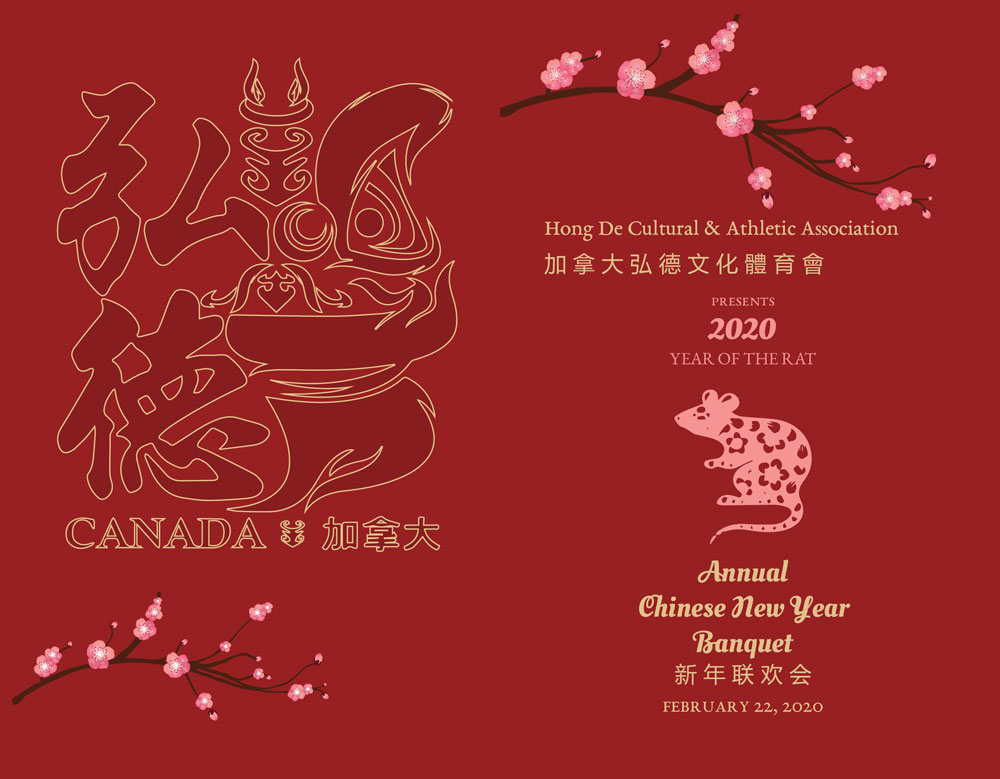 弘
德
CANADA 加拿大
Hong De Cultural & Athletic Association
加拿大弘德文化體育會
PRESENTS
2020
YEAR OF THE RAT
Annual
Chinese New Year
Banquet
新年联欢会
FEBRUARY 22, 2020